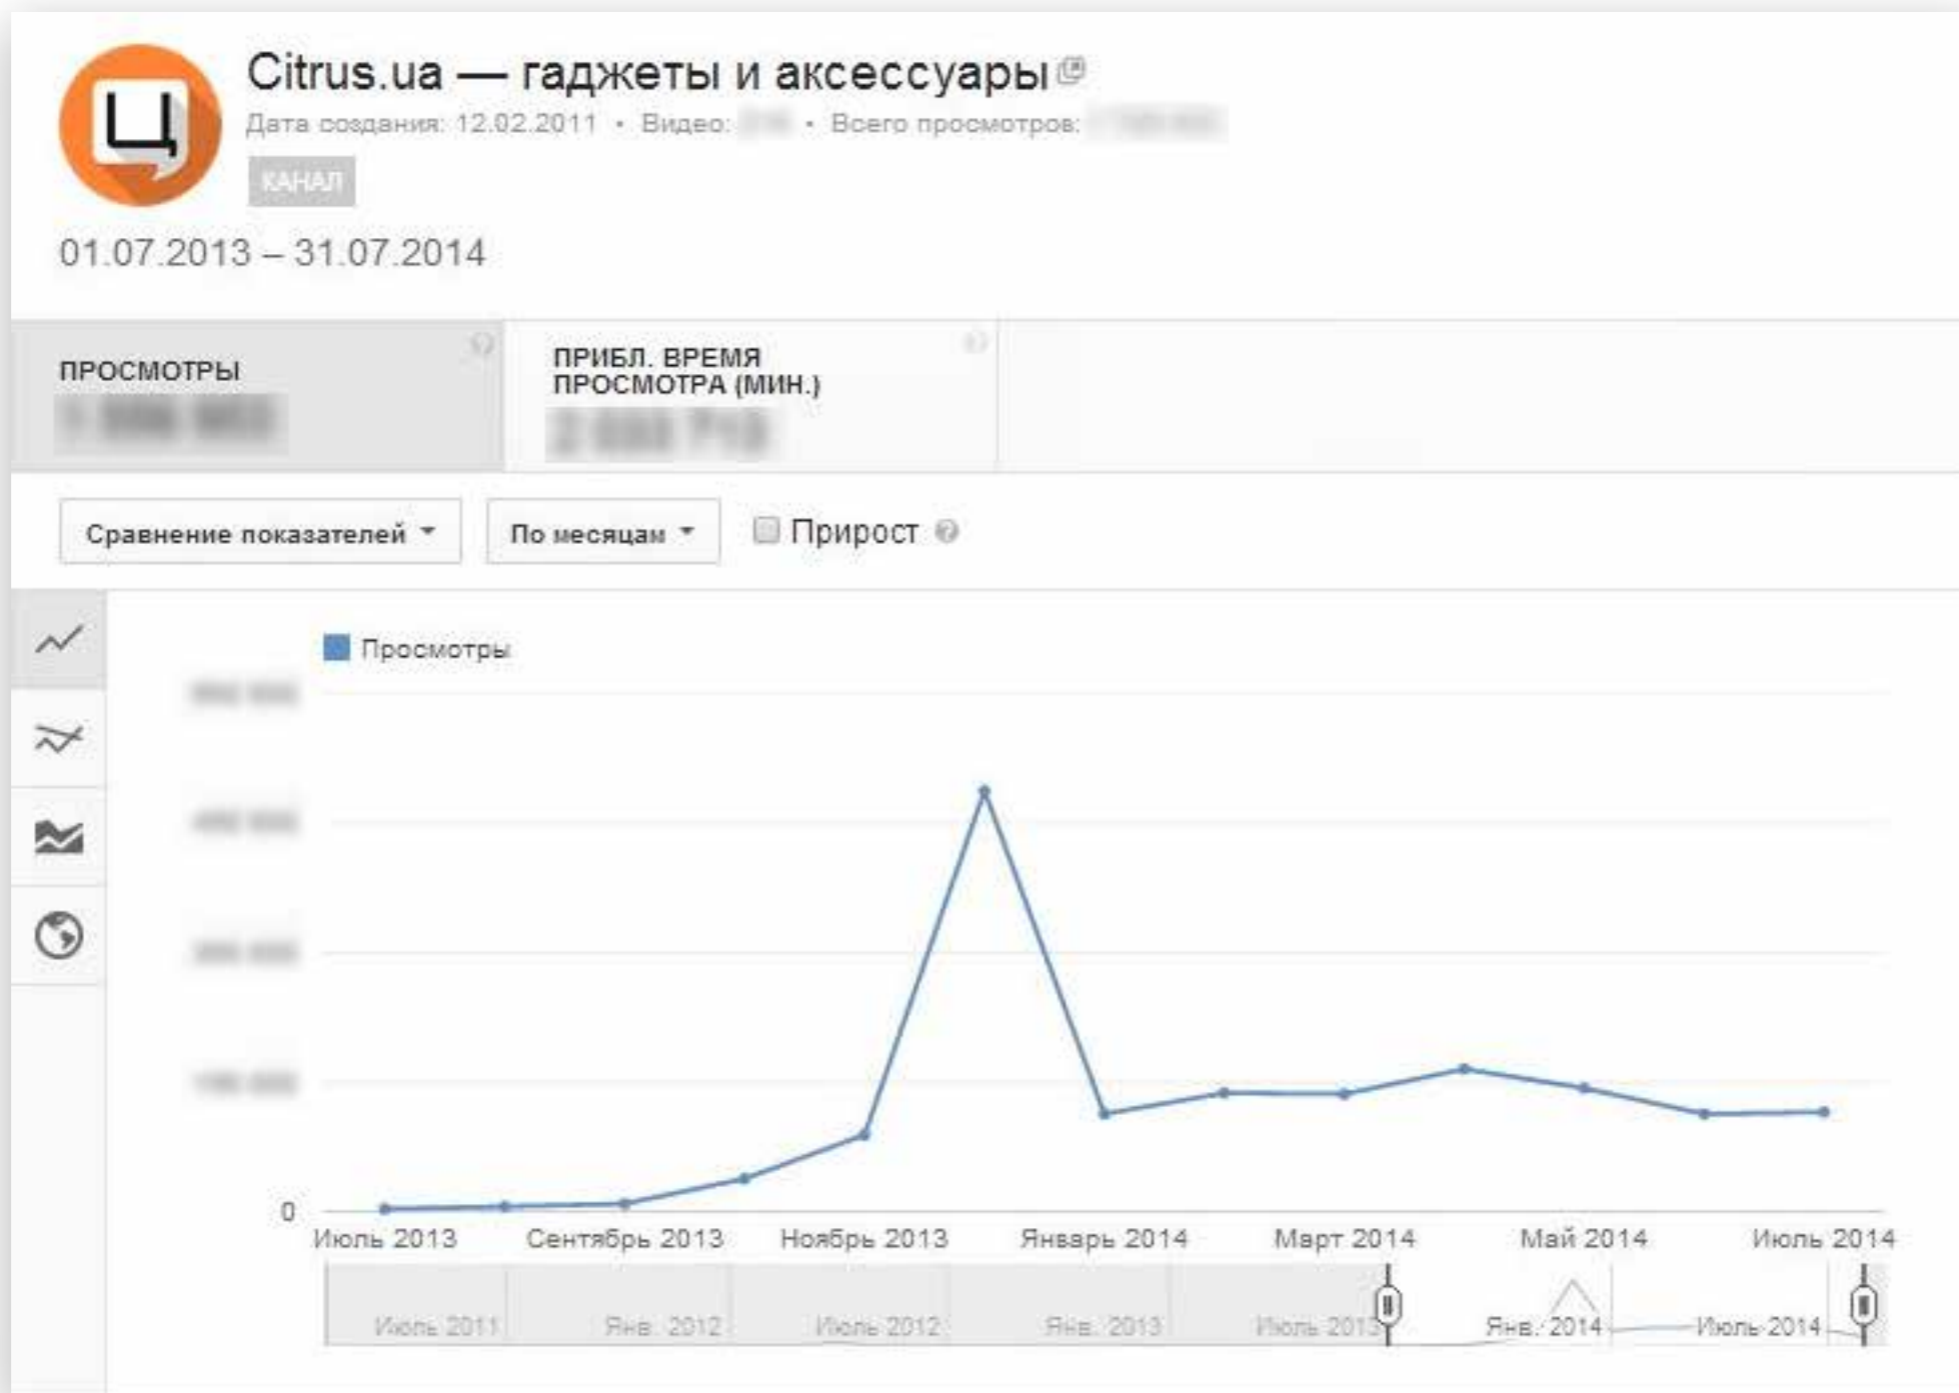 Citrus.ua — гаджеты и аксессуары
Дата создания: 12.02.2011 • Видео: • Всего просмотров:
КАНАЛ
01.07.2013 – 31.07.2014
ПРОСМОТРЫ
ПРИБЛ. ВРЕМЯ
ПРОСМОТРА (МИН.)
Сравнение показателей По месяцам Прирост
Просмотры
0
Июль 2013 Сентябрь 2013 Ноябрь 2013 Январь 2014 Март 2014 Май 2014 Июль 2014
Июль 2011 Янв. 2012 Июль 2012 Янв. 2013 Июль 2013 Янв. 2014 Июль 2014